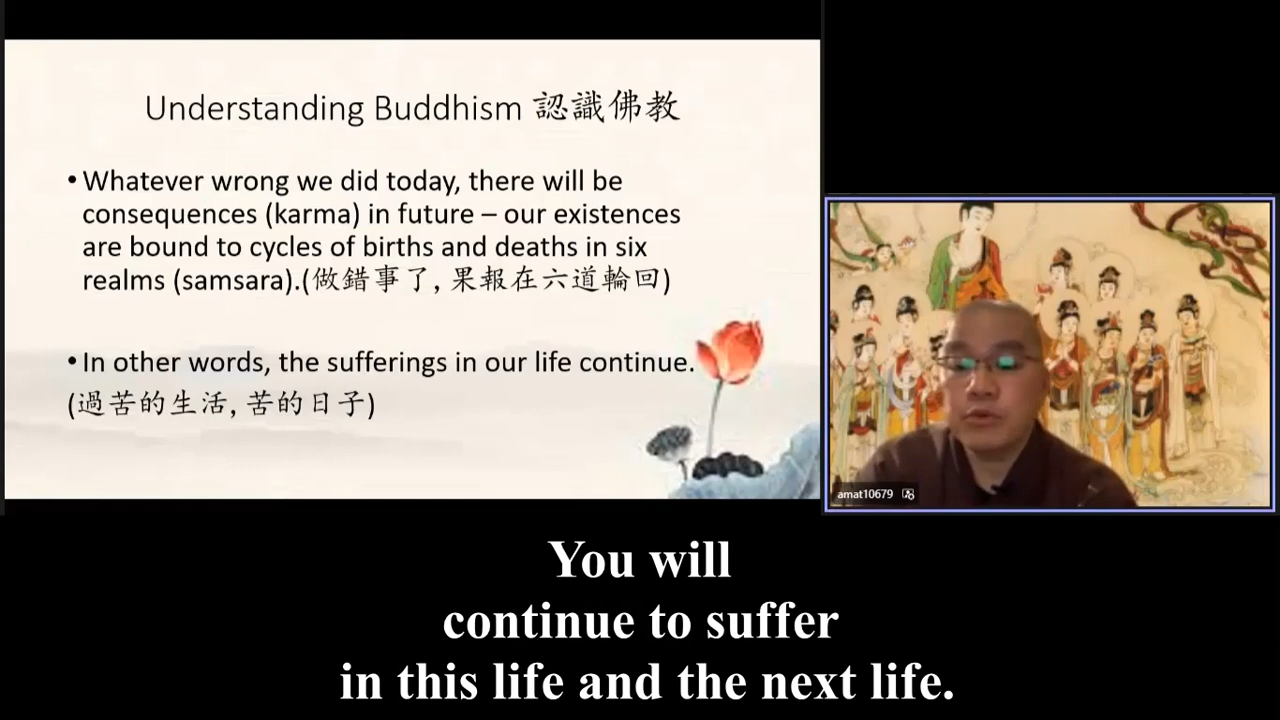 Understanding Buddhism 認識佛教
• Whatever wrong we did today, there will be
consequences (karma) in future – our existences
are bound to cycles of births and deaths in six
realms (samsara).(做錯事了, 果報在六道輪回)
• In other words, the sufferings in our life continue.
(過苦的生活, 苦的日子)
amat10679
You will
continue to suffer
in this life and the next life.